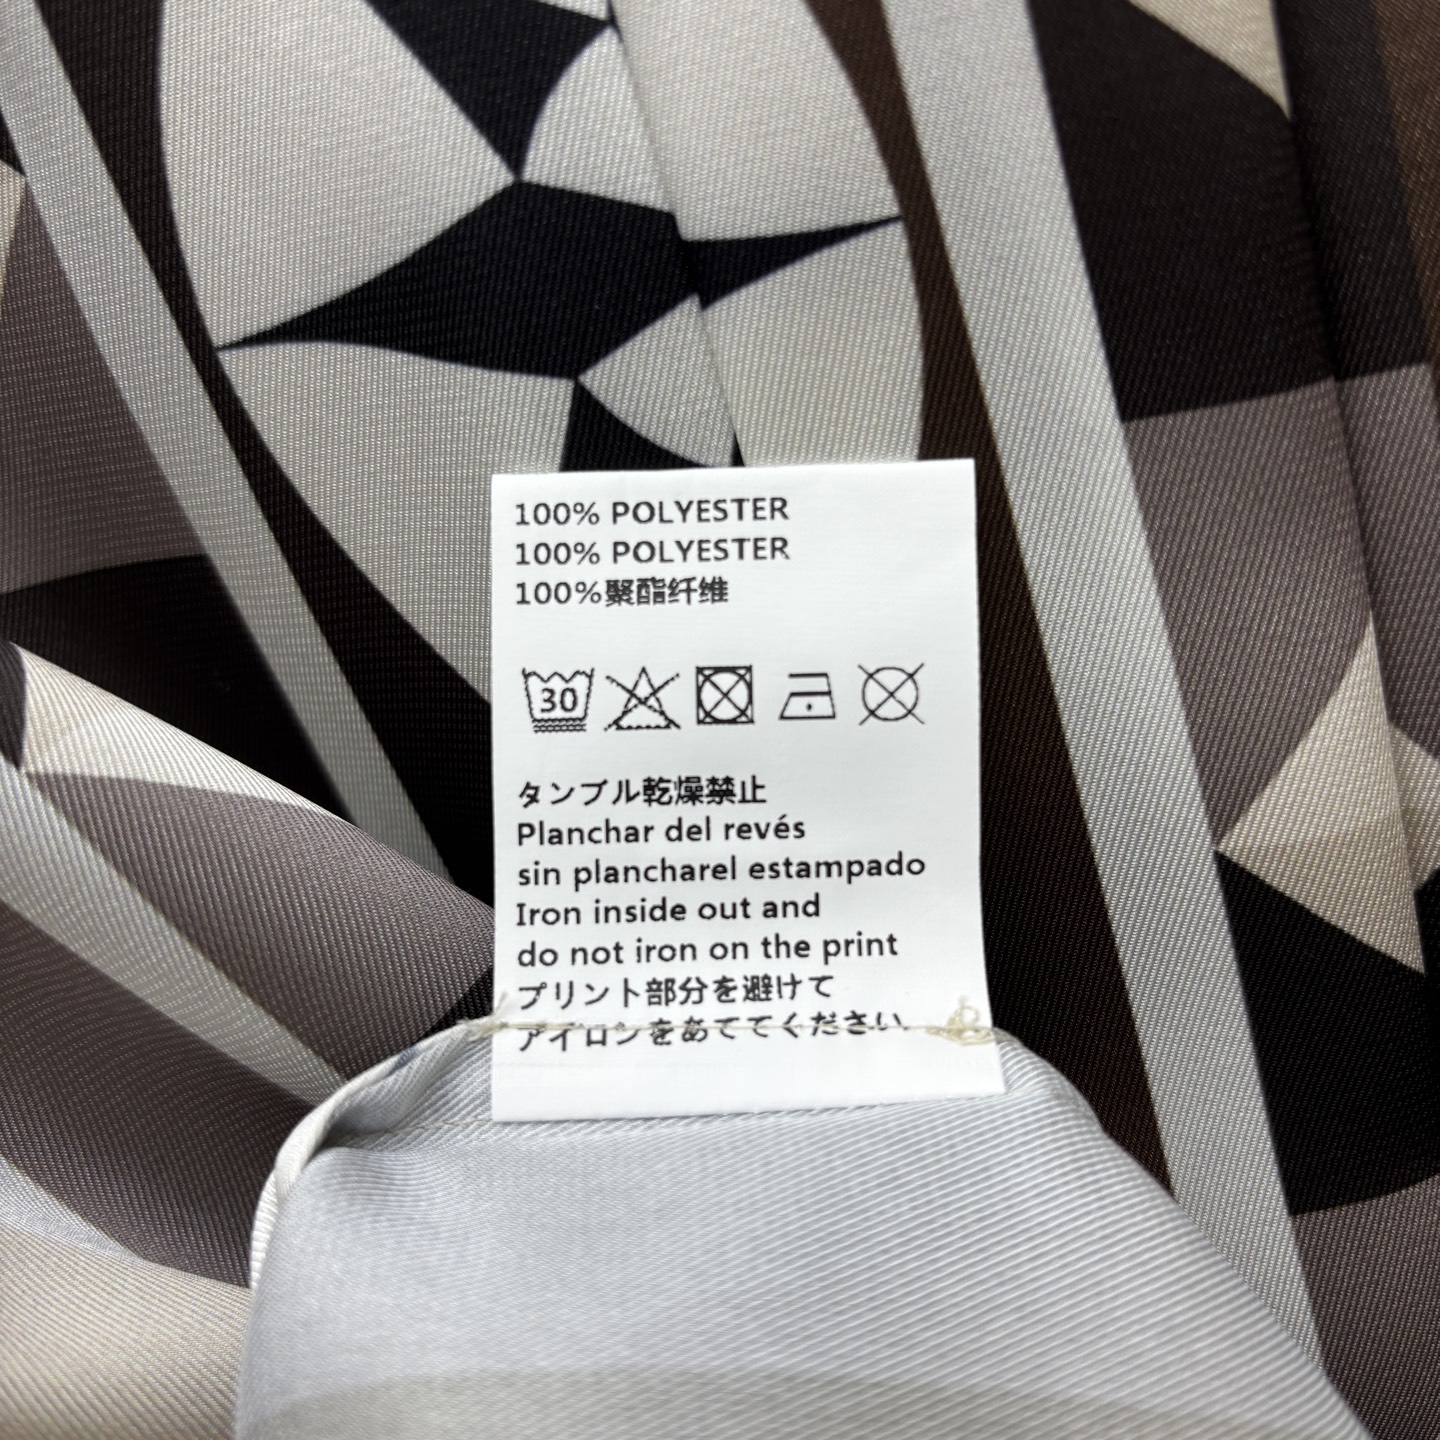 100% POLYESTER
100% POLYESTER
100%聚酯纤维
30
タンブル乾燥禁止
Planchar del revés
sin plancharel estampado
Iron inside out and
do not iron on the print
プリント部分を避けて
アイロンをあててください.